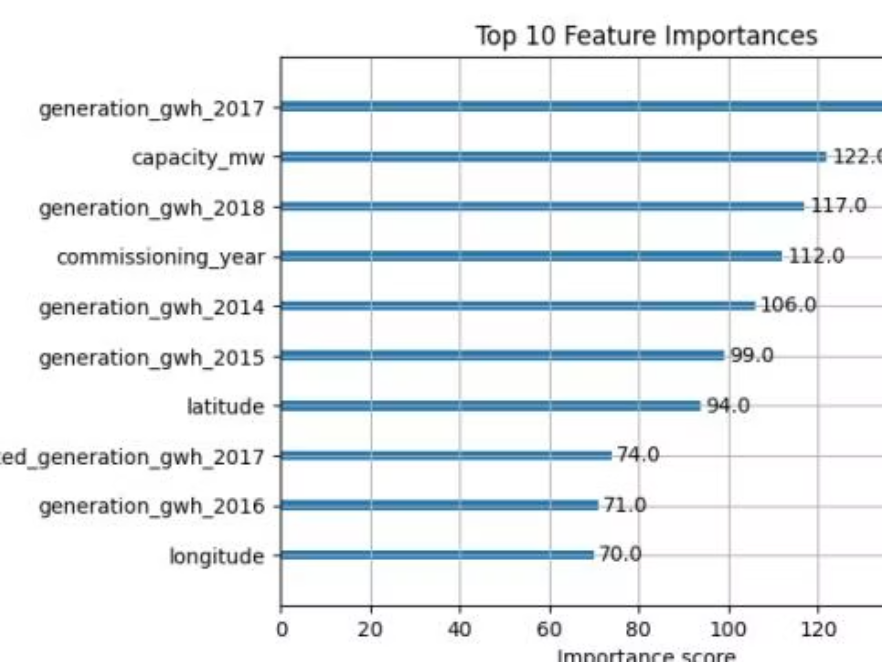 Top 10 Feature Importances
generation_gwh_2017
capacity_mw 122.0
generation_gwh_2018 117.0
commissioning_year 112.0
generation_gwh_2014 106.0
generation_gwh_2015 99.0
latitude 94.0
ted_generation_gwh_2017 74.0
generation_gwh_2016 71.0
longitude 70.0
0 20 40 60 80 100 120
Importance score